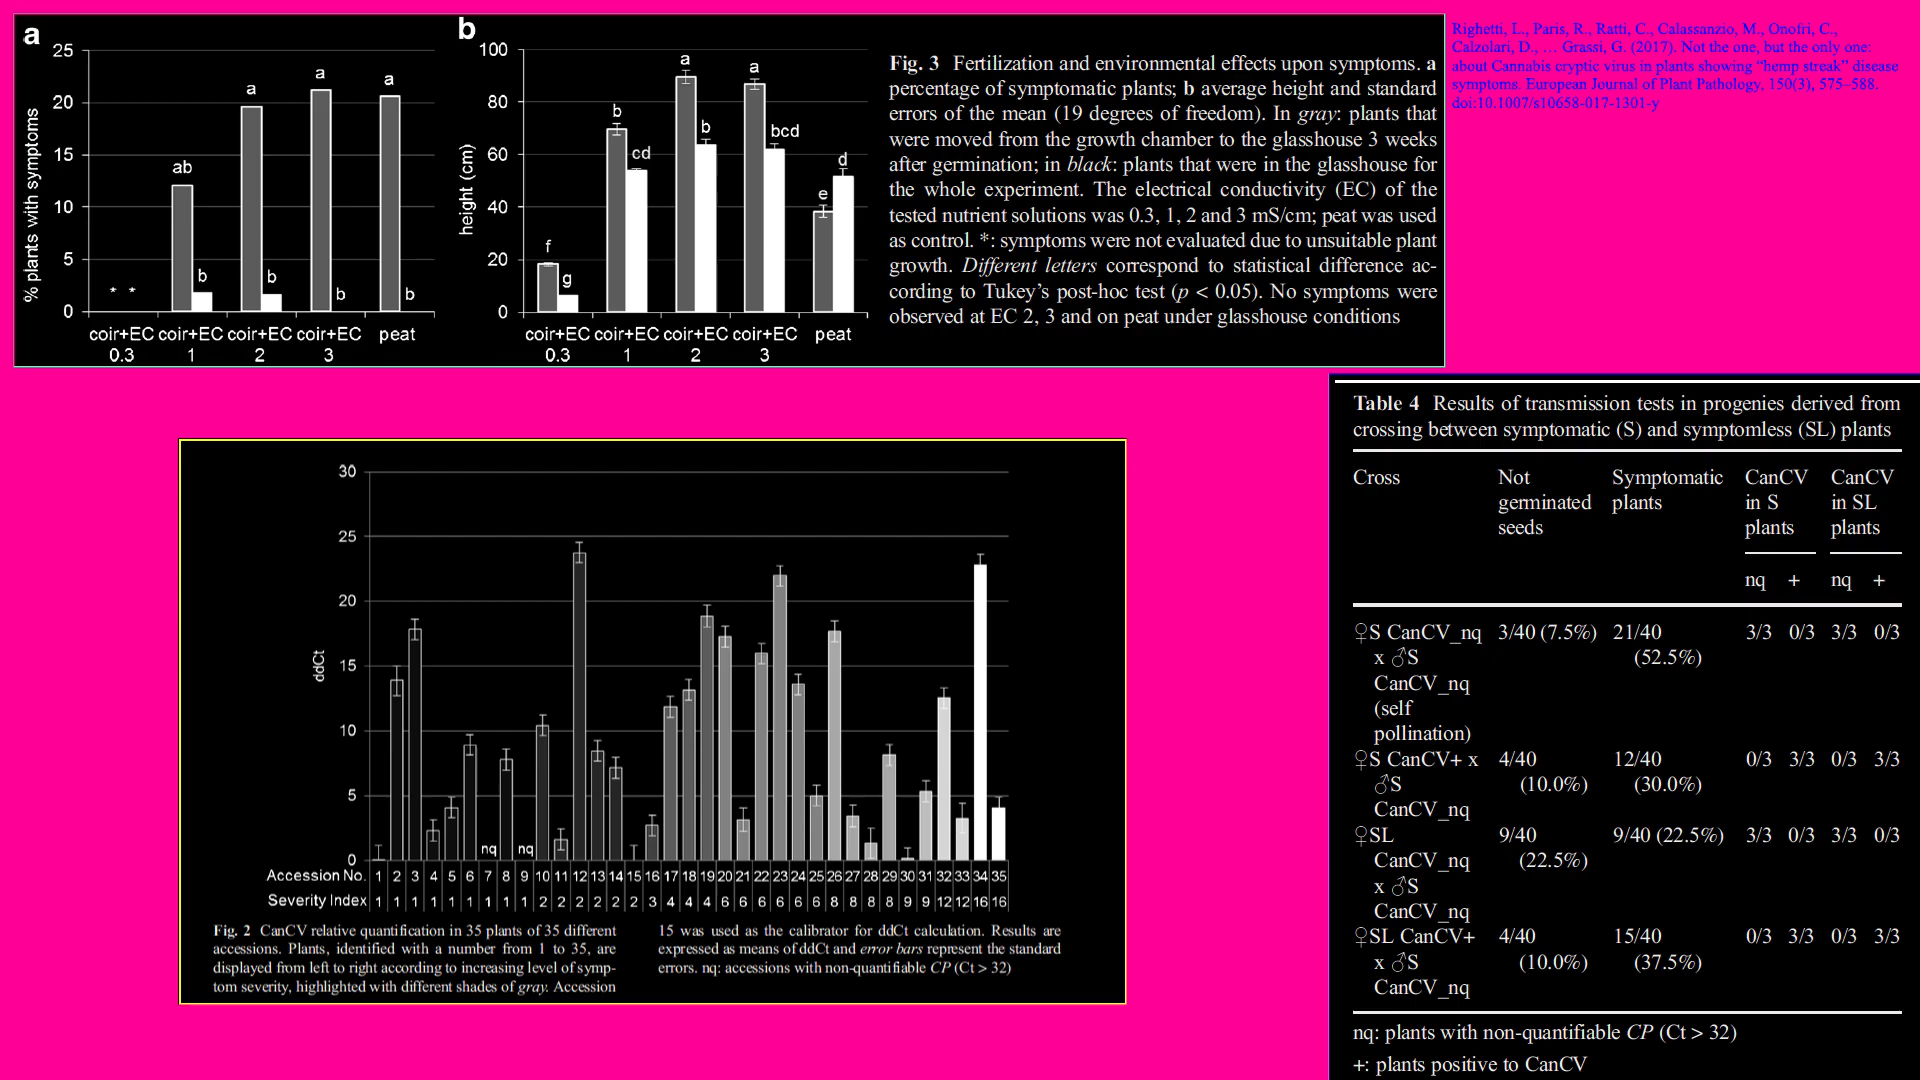 a
25
20
15
10
5
0
% plants with symptoms
ab
a
a
a
b
b
b
b
* *
coir+EC coir+EC coir+EC coir+EC peat
0.3 1 2 3
b
100
80
60
40
20
0
height (cm)
f
g
b
cd
a
b
a
bcd
e
d
coir+EC coir+EC coir+EC coir+EC peat
0.3 1 2 3
Fig. 3 Fertilization and environmental effects upon symptoms. a
percentage of symptomatic plants; b average height and standard
errors of the mean (19 degrees of freedom). In gray: plants that
were moved from the growth chamber to the glasshouse 3 weeks
after germination; in black: plants that were in the glasshouse for
the whole experiment. The electrical conductivity (EC) of the
tested nutrient solutions was 0.3, 1, 2 and 3 mS/cm; peat was used
as control. *: symptoms were not evaluated due to unsuitable plant
growth. Different letters correspond to statistical difference ac-
cording to Tukey's post-hoc test (p < 0.05). No symptoms were
observed at EC 2, 3 and on peat under glasshouse conditions
Righetti, L., Paris, R., Ratti, C., Calassanzio, M., Onofri, C.,
Calzolari, D., … Grassi, G. (2017). Not the one, but the only one:
about Cannabis cryptic virus in plants showing “hemp streak” disease
symptoms. European Journal of Plant Pathology, 150(3), 575–588.
doi:10.1007/s10658-017-1301-y
30
25
20
15
10
5
0
ddCt
nq nq
Accession No. 1 2 3 4 5 6 7 8 9 10 11 12 13 14 15 16 17 18 19 20 21 22 23 24 25 26 27 28 29 30 31 32 33 34 35
Severity Index 1 1 1 1 1 1 1 1 1 2 2 2 2 2 2 3 4 4 4 6 6 6 6 6 6 8 8 8 8 9 9 12 12 16 16
Fig. 2 CanCV relative quantification in 35 plants of 35 different
accessions. Plants, identified with a number from 1 to 35, are
displayed from left to right according to increasing level of symp-
tom severity, highlighted with different shades of gray. Accession
15 was used as the calibrator for ddCt calculation. Results are
expressed as means of ddCt and error bars represent the standard
errors. nq: accessions with non-quantifiable CP (Ct > 32)
Table 4 Results of transmission tests in progenies derived from
crossing between symptomatic (S) and symptomless (SL) plants
Cross Not Symptomatic CanCV CanCV
germinated plants in S in SL
seeds plants plants
nq + nq +
♀S CanCV_nq 3/40 (7.5%) 21/40 3/3 0/3 3/3 0/3
x ♂S (52.5%)
CanCV_nq
(self
pollination)
♀S CanCV+ x 4/40 12/40 0/3 3/3 0/3 3/3
♂S (10.0%) (30.0%)
CanCV_nq
♀SL 9/40 9/40 (22.5%) 3/3 0/3 3/3 0/3
CanCV_nq (22.5%)
x ♂S
CanCV_nq
♀SL CanCV+ 4/40 15/40 0/3 3/3 0/3 3/3
x ♂S (10.0%) (37.5%)
CanCV_nq
nq: plants with non-quantifiable CP (Ct > 32)
+: plants positive to CanCV